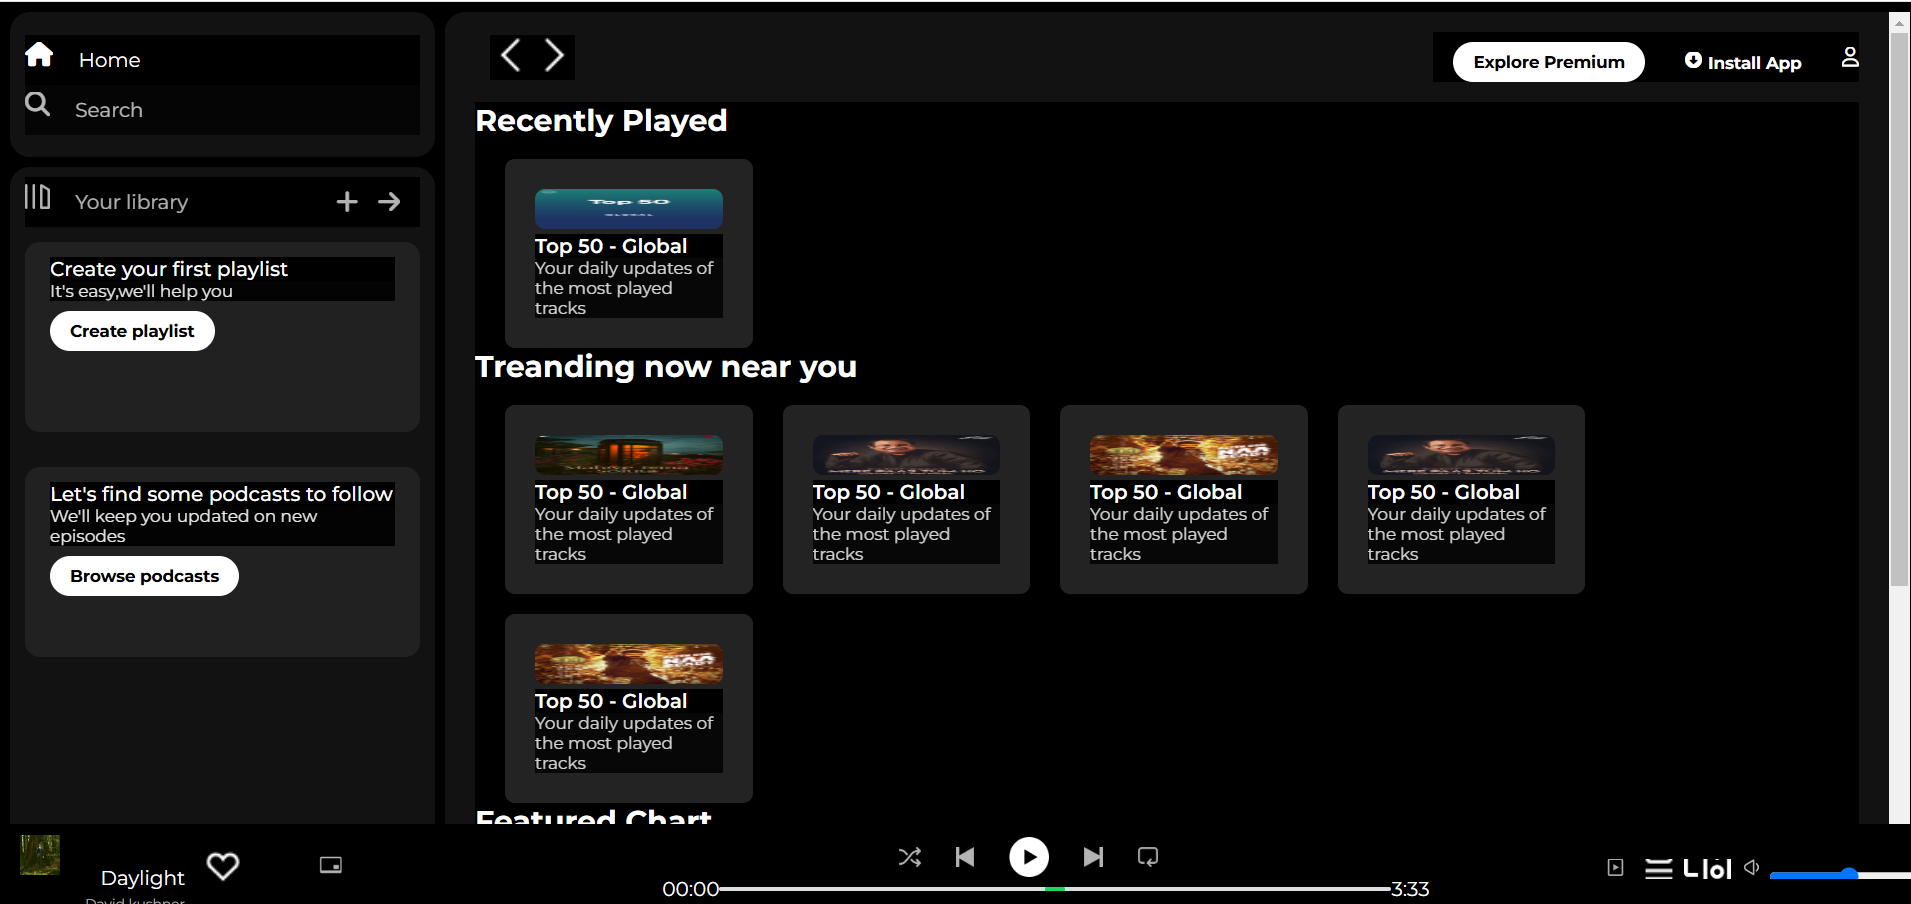 Home
Search
Your library
Create your first playlist
It's easy,we'll help you
Create playlist
Let's find some podcasts to follow
We'll keep you updated on new
episodes
Browse podcasts
Explore Premium
Install App
Recently Played
Top 50
GLOBAL
Top 50 - Global
Your daily updates of
the most played
tracks
Treanding now near you
Top 50 - Global
Your daily updates of
the most played
tracks
Top 50 - Global
Your daily updates of
the most played
tracks
Top 50 - Global
Your daily updates of
the most played
tracks
Top 50 - Global
Your daily updates of
the most played
tracks
Top 50 - Global
Your daily updates of
the most played
tracks
Featured Chart
Daylight
David kushner
00:00
3:33